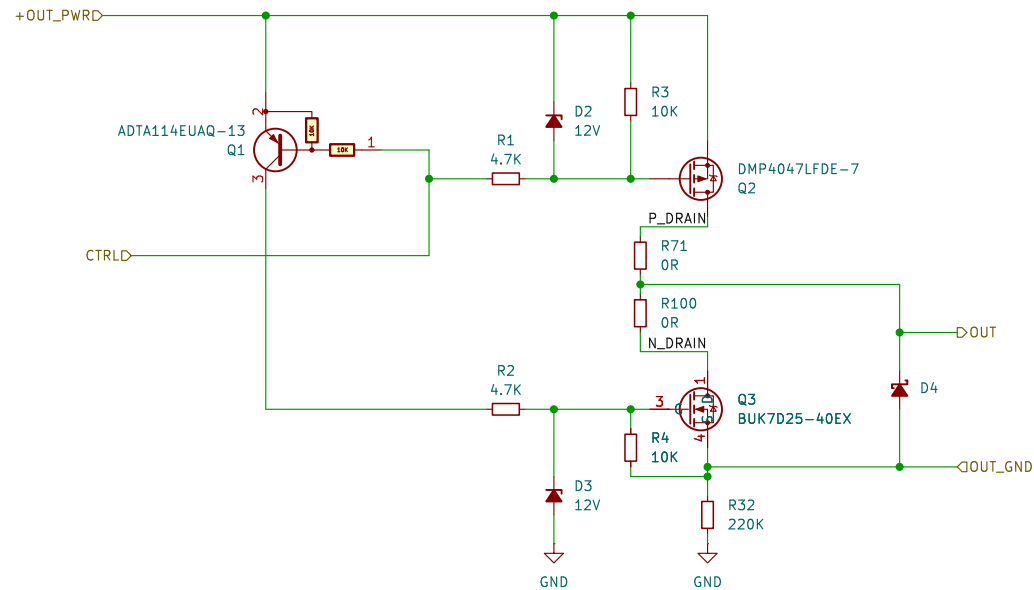 +OUT_PWR
R3
10K
D2
12V
2
10K
ADTA114EUAQ-13
Q1
10K
1
R1
4.7K
3
DMP4047LFDE-7
Q2
P_DRAIN
CTRL
R71
0R
R100
0R
OUT
N_DRAIN
R2
4.7K
1
D
D4
3
G
S
Q3
BUK7D25-40EX
4
R4
10K
OUT_GND
D3
12V
R32
220K
GND
GND